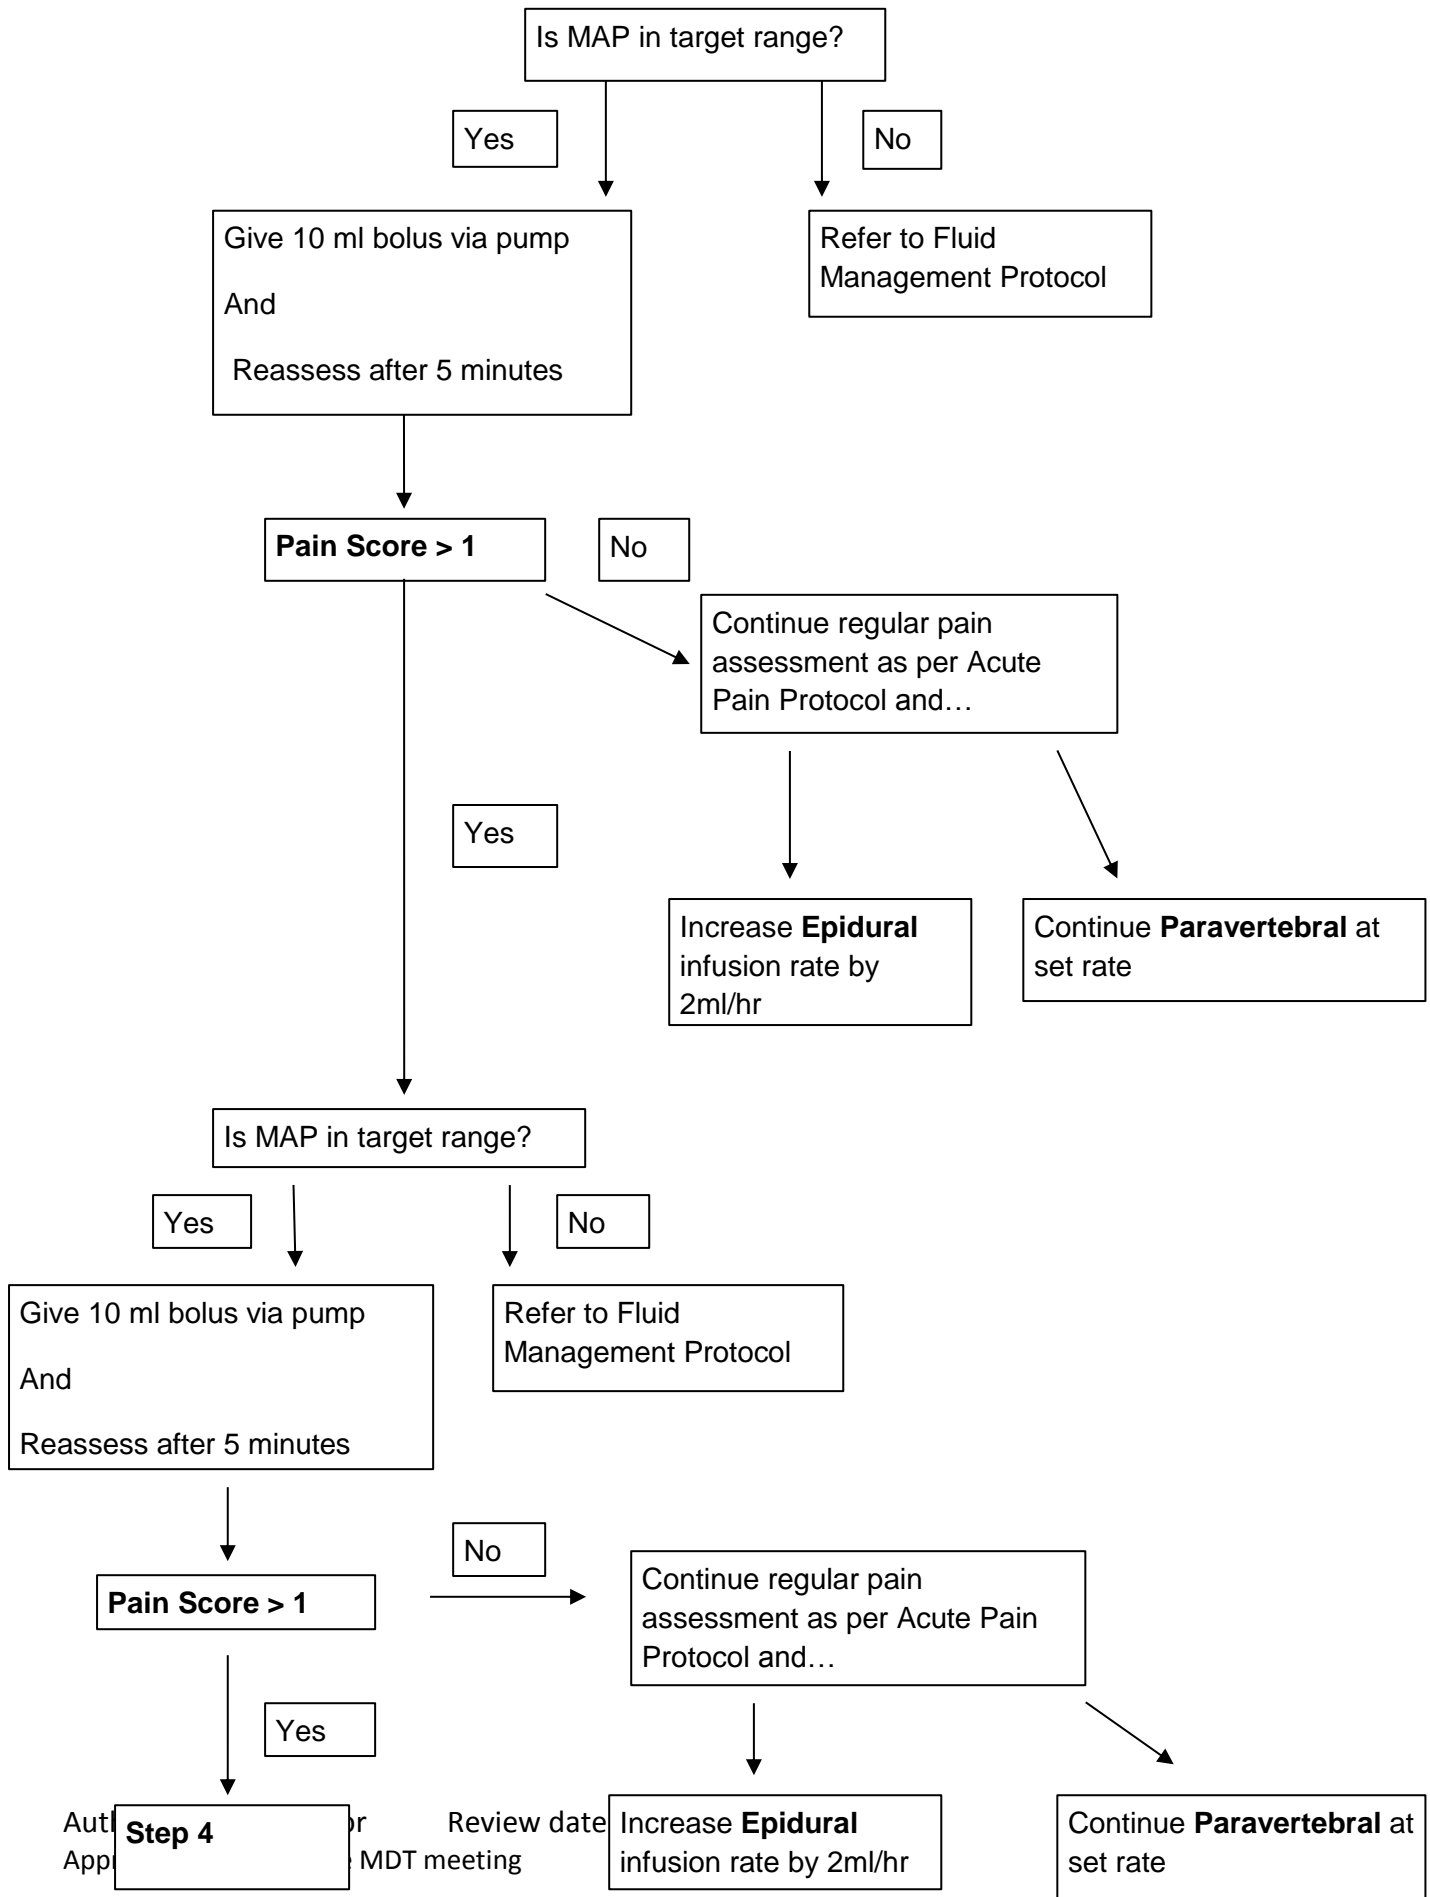 Is MAP in target range?
Yes
No
Give 10 ml bolus via pump
And
Reassess after 5 minutes
Refer to Fluid
Management Protocol
Pain Score > 1
No
Continue regular pain
assessment as per Acute
Pain Protocol and…
Yes
Increase Epidural
infusion rate by
2ml/hr
Continue Paravertebral at
set rate
Is MAP in target range?
Yes
No
Give 10 ml bolus via pump
And
Reassess after 5 minutes
Refer to Fluid
Management Protocol
Pain Score > 1
No
Continue regular pain
assessment as per Acute Pain
Protocol and…
Yes
Step 4
Review date
MDT meeting
Increase Epidural
infusion rate by 2ml/hr
Continue Paravertebral at
set rate